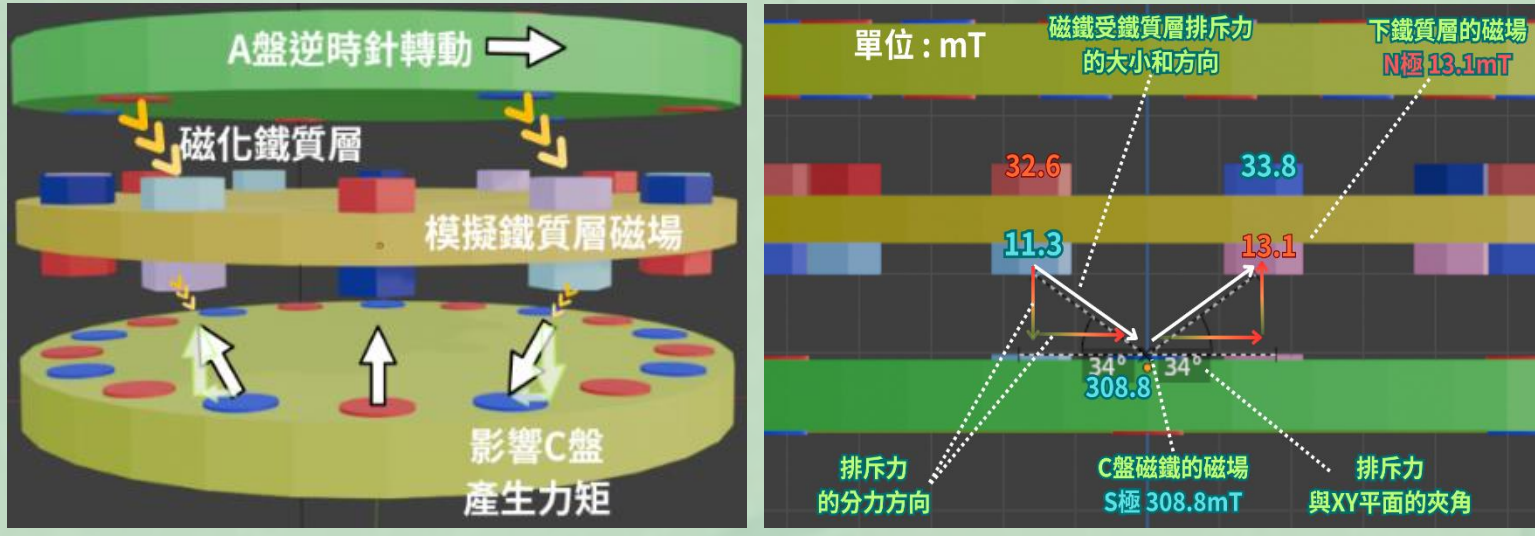 A盤逆時針轉動
磁化鐵質層
模擬鐵質層磁場
影響C盤
產生力矩
單位 : mT
磁鐵受鐵質層排斥力
的大小和方向
下鐵質層的磁場
N極 13.1mT
32.6
33.8
11.3
13.1
34°
34°
308.8
排斥力
的分力方向
C盤磁鐵的磁場
S極 308.8mT
排斥力
與XY平面的夾角